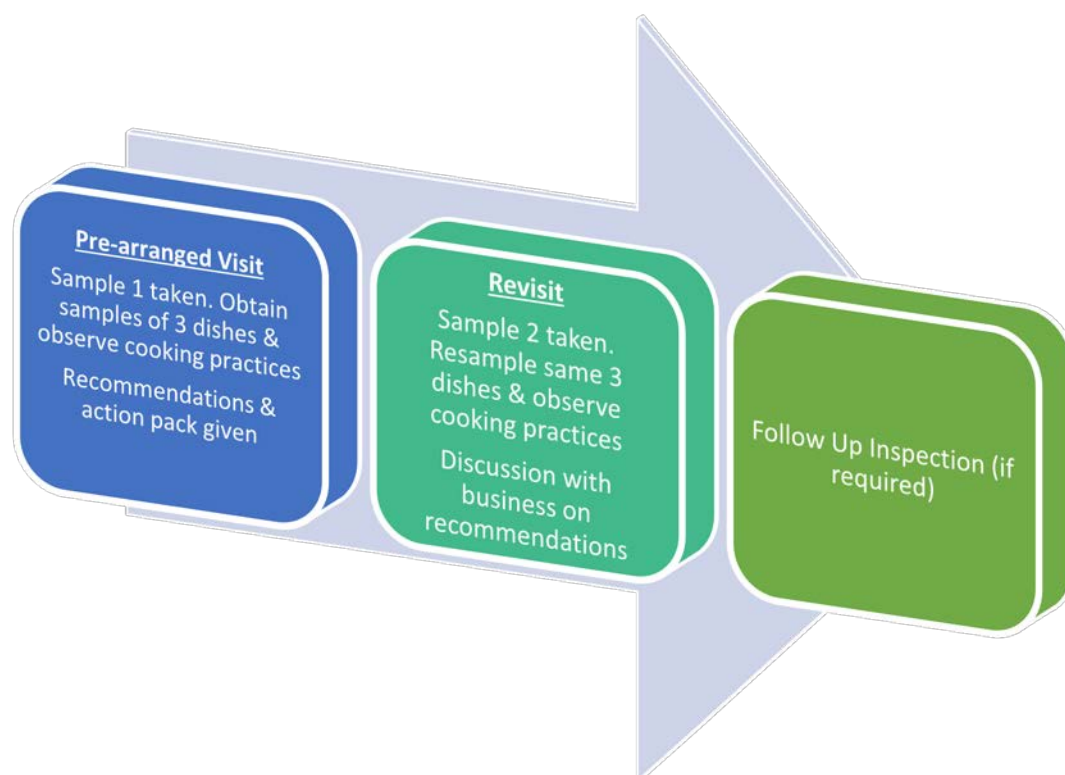 Pre-arranged Visit
Sample 1 taken. Obtain
samples of 3 dishes &
observe cooking practices
Recommendations &
action pack given
Revisit
Sample 2 taken.
Resample same 3
dishes & observe
cooking practices
Discussion with
business on
recommendations
Follow Up Inspection (if
required)